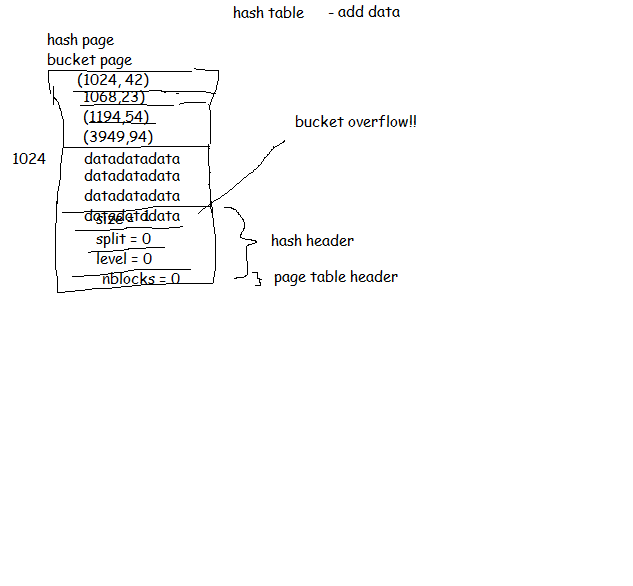 hash table - add data
hash page
bucket page
(1024, 42)
1068,23)
(1194,54)
bucket overflow!!
(3949,94)
1024 datadatadata
datadatadata
datadatadata
datadatadata
size =
split = 0
hash header
level = 0
nblocks = 0
page table header